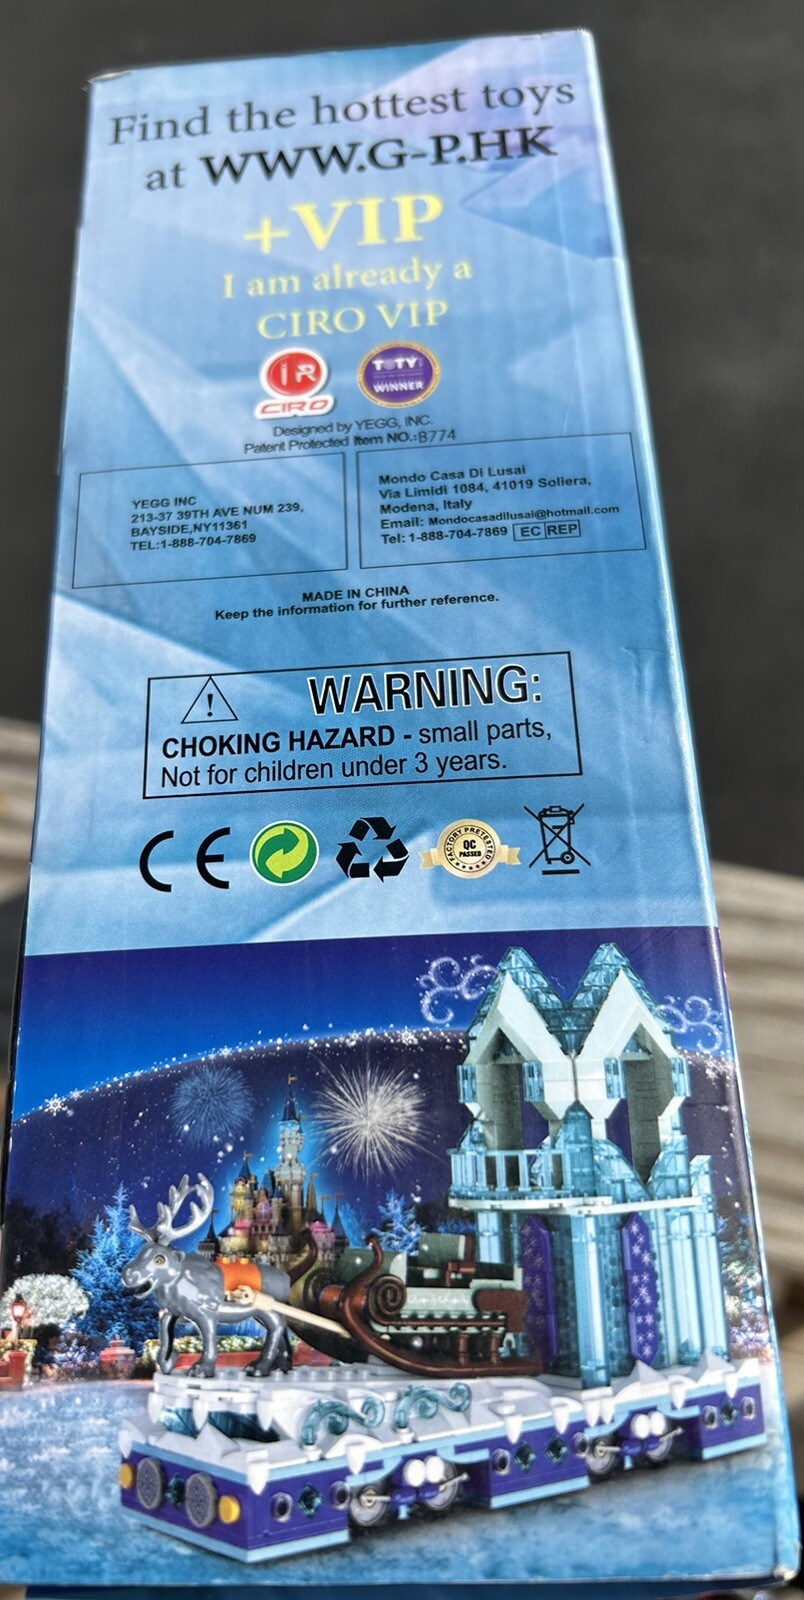 Find the hottest toys
at WWW.G-P.HK
+VIP
I am already a
CIRO VIP
IR
CIRO
TOTY
WINNER
Designed by YEGG, INC.
Patent Protected Item NO.:B774
YEGG INC
213-37 39TH AVE NUM 239,
BAYSIDE,NY11361
TEL:1-888-704-7869
Mondo Casa Di Lusai
Via Limidi 1084, 41019 Soliera,
Modena, Italy
Email: Mondocasadilusai@hotmail.com
Tel: 1-888-704-7869 EC REP
MADE IN CHINA
Keep the information for further reference.
WARNING:
CHOKING HAZARD - small parts,
Not for children under 3 years.
CE
FACTORY PRETESTED
QC
PASSED